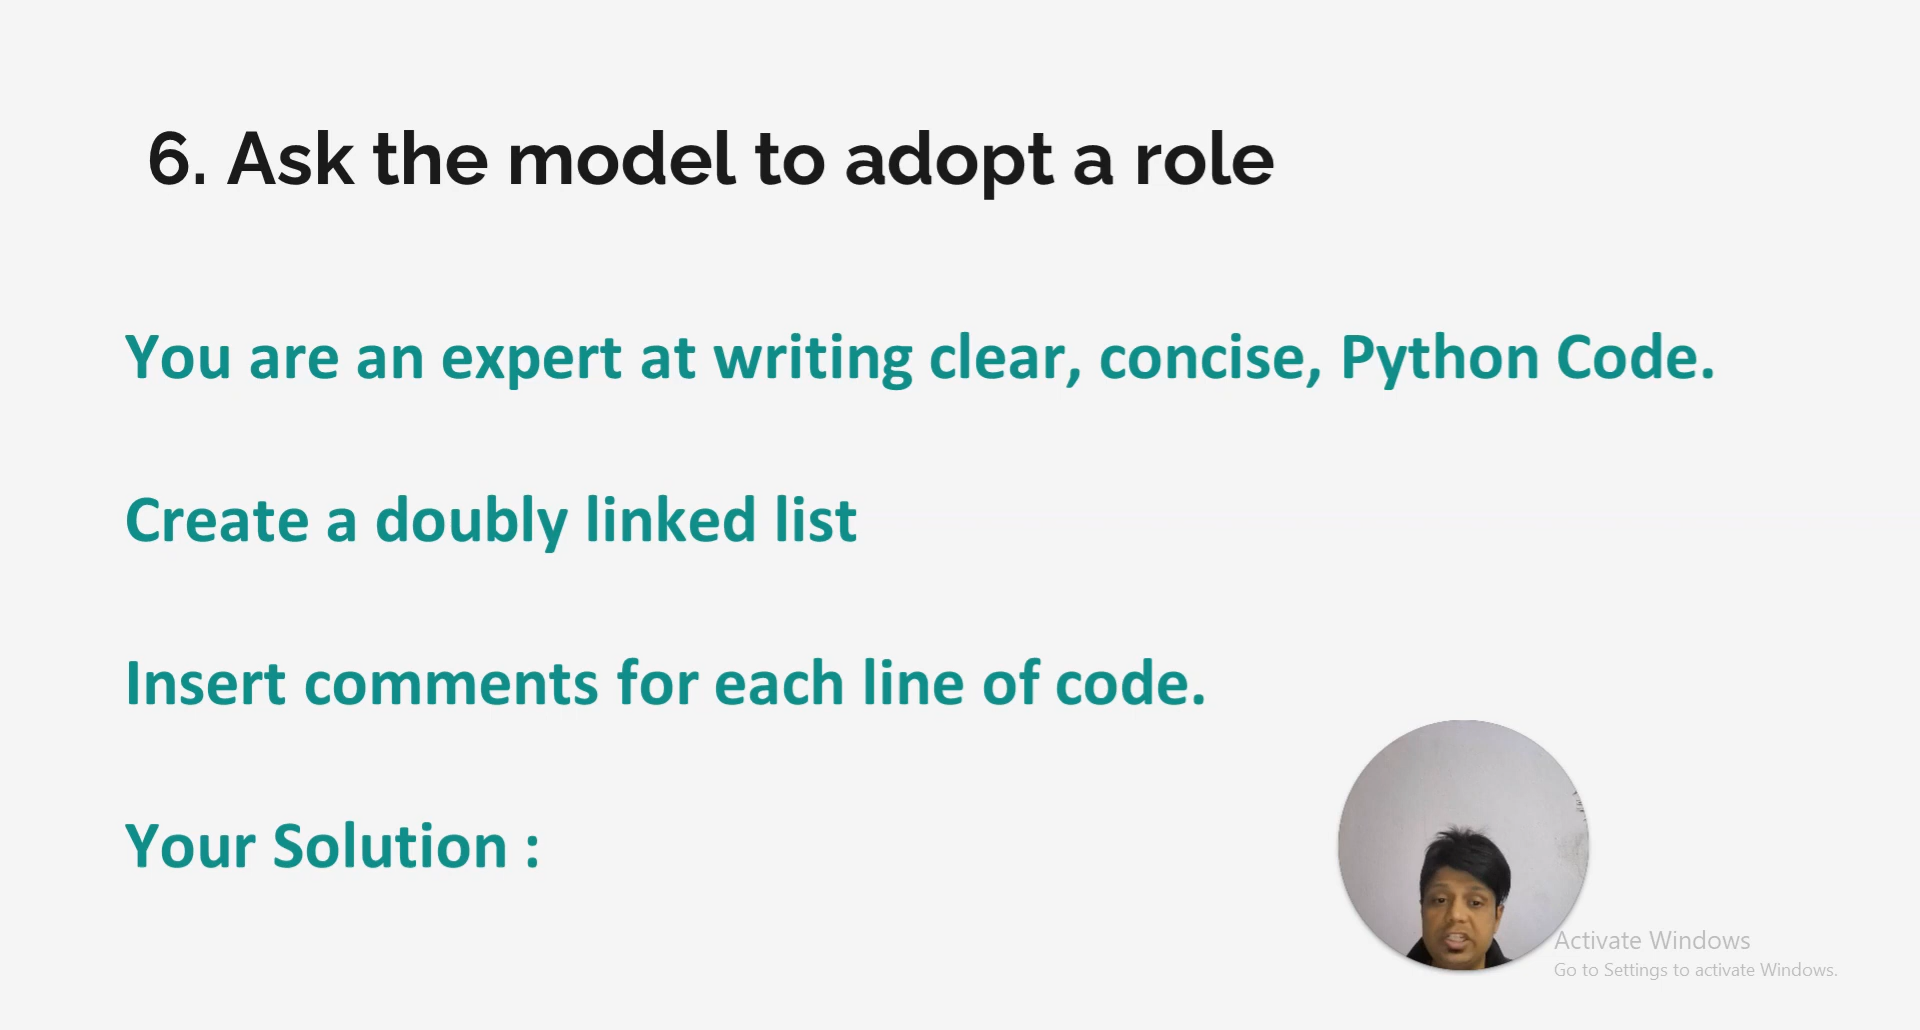 6. Ask the model to adopt a role
You are an expert at writing clear, concise, Python Code.
Create a doubly linked list
Insert comments for each line of code.
Your Solution :
Activate Windows
Go to Settings to activate Windows.